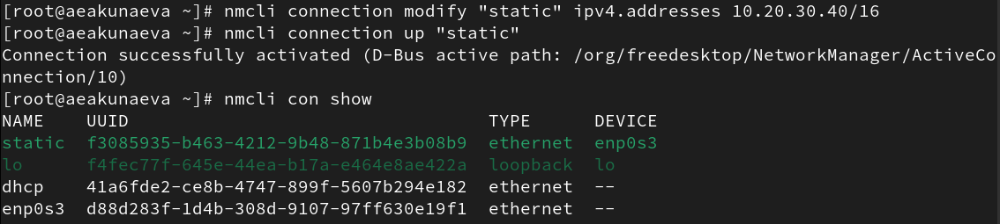 [root@aeakunaeva ~]# nmcli connection modify "static" ipv4.addresses 10.20.30.40/16
[root@aeakunaeva ~]# nmcli connection up "static"
Connection successfully activated (D-Bus active path: /org/freedesktop/NetworkManager/ActiveCo
nnection/10)
[root@aeakunaeva ~]# nmcli con show
NAME    UUID                                  TYPE      DEVICE
static  f3085935-b463-4212-9b48-871b4e3b08b9  ethernet  enp0s3
lo      f4fec77f-645e-44ea-b17a-e464e8ae422a  loopback  lo
dhcp    41a6fde2-ce8b-4747-899f-5607b294e182  ethernet  --
enp0s3  d88d283f-1d4b-308d-9107-97ff630e19f1  ethernet  --